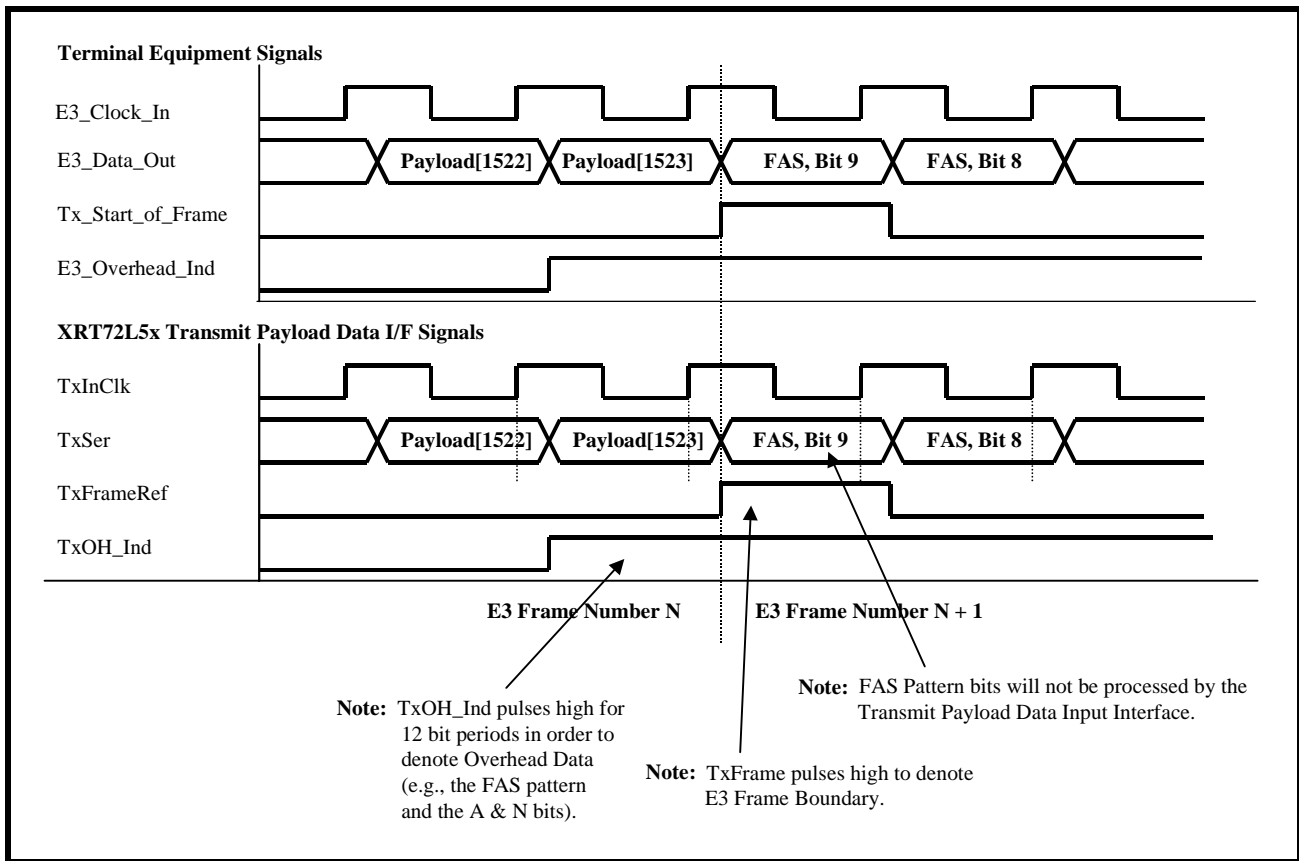 Terminal Equipment Signals
E3_Clock_In
E3_Data_Out
Payload[1522] Payload[1523] FAS, Bit 9 FAS, Bit 8
Tx_Start_of_Frame
E3_Overhead_Ind
XRT72L5x Transmit Payload Data I/F Signals
TxInClk
TxSer
Payload[1522] Payload[1523] FAS, Bit 9 FAS, Bit 8
TxFrameRef
TxOH_Ind
E3 Frame Number N E3 Frame Number N + 1
Note: FAS Pattern bits will not be processed by the
Transmit Payload Data Input Interface.
Note: TxOH_Ind pulses high for
12 bit periods in order to
denote Overhead Data
(e.g., the FAS pattern
and the A & N bits).
Note: TxFrame pulses high to denote
E3 Frame Boundary.